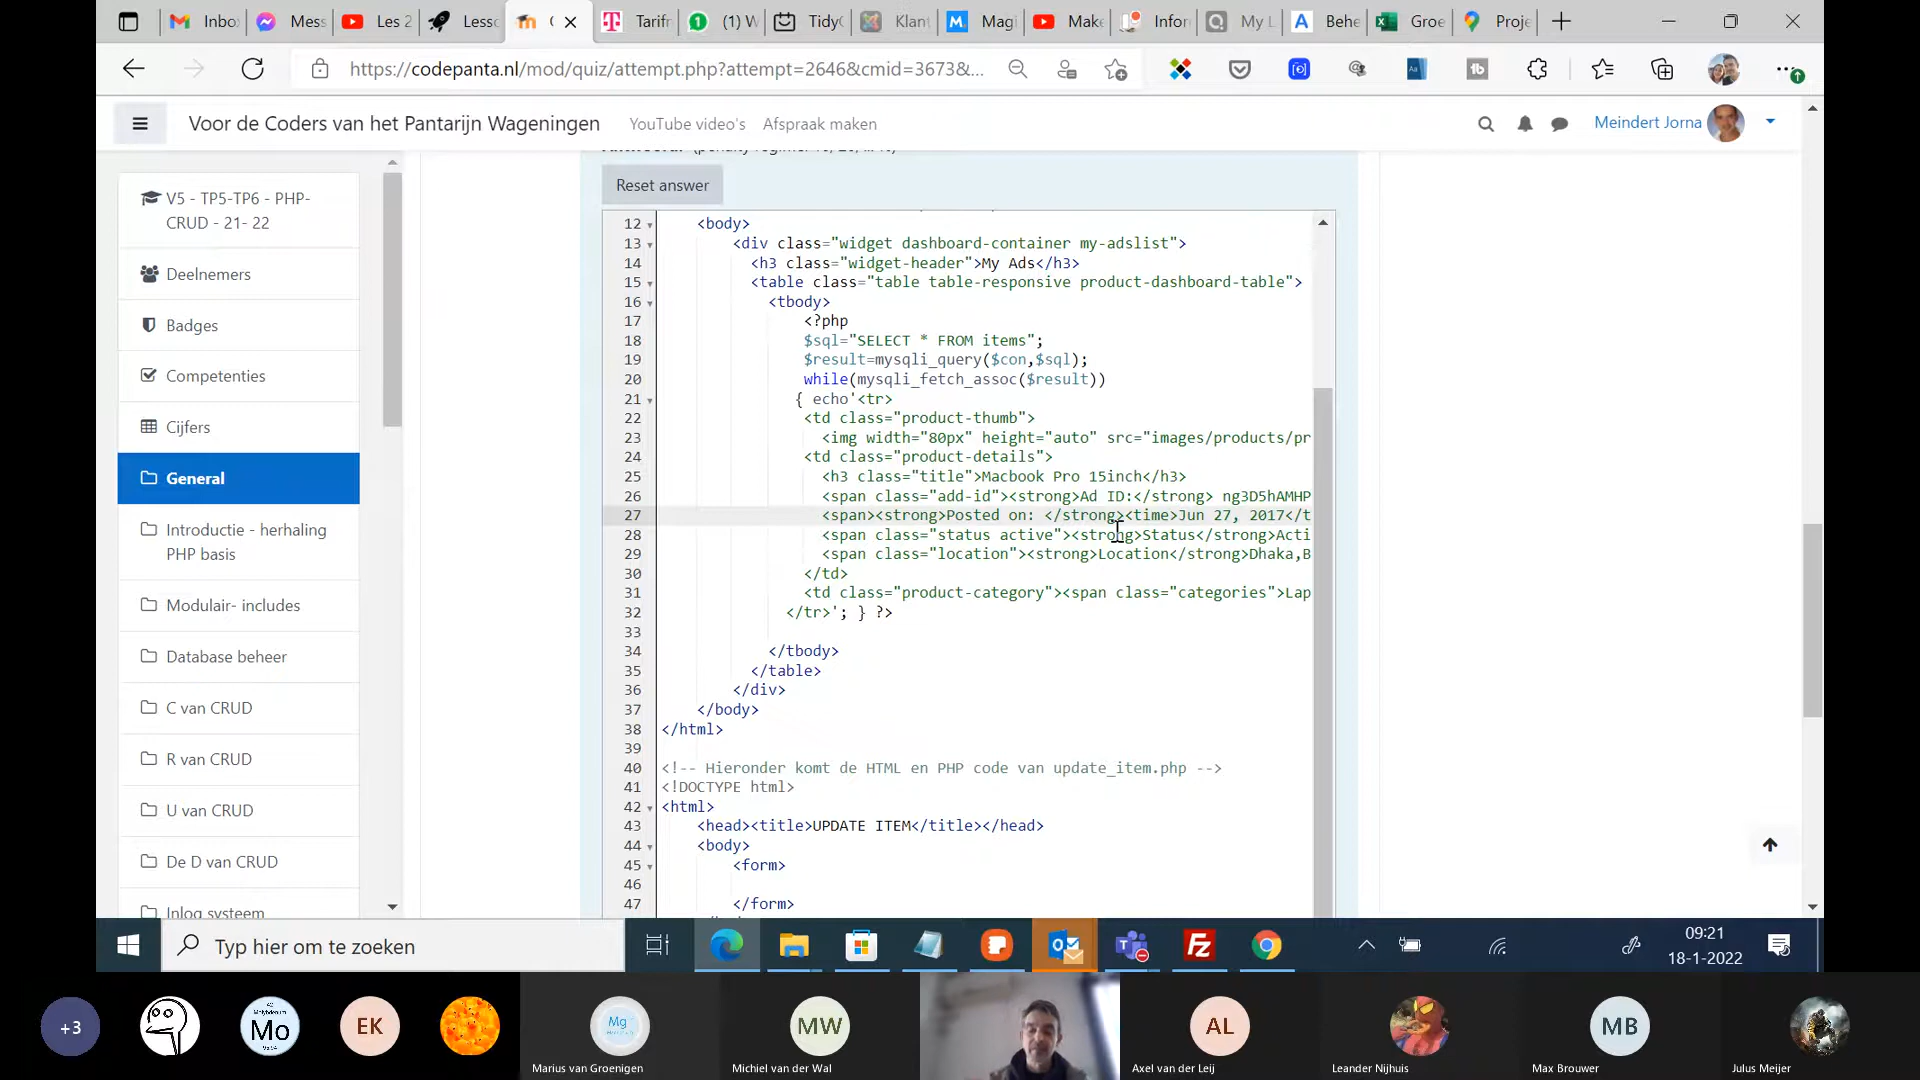 Inbo
Mess
Les 2
Lesso
Tarifr
(1) W
Tidy
Klan
Magi
Make
Infor
My L
Behe
Groe
Proje
https://codepanta.nl/mod/quiz/attempt.php?attempt=2646&cmid=3673&...
Voor de Coders van het Pantarijn Wageningen
YouTube video's
Afspraak maken
Meindert Jorna
V5 - TP5-TP6 - PHP-
CRUD - 21- 22
Deelnemers
Badges
Competenties
Cijfers
General
Introductie - herhaling
PHP basis
Modulair- includes
Database beheer
C van CRUD
R van CRUD
U van CRUD
De D van CRUD
Inlog systeem
Reset answer
12 <body>
13 <div class="widget dashboard-container my-adslist">
14 <h3 class="widget-header">My Ads</h3>
15 <table class="table table-responsive product-dashboard-table">
16 <tbody>
17 <?php
18 $sql="SELECT * FROM items";
19 $result=mysqli_query($con,$sql);
20 while(mysqli_fetch_assoc($result))
21 { echo'<tr>
22 <td class="product-thumb">
23 <img width="80px" height="auto" src="images/products/pr
24 <td class="product-details">
25 <h3 class="title">Macbook Pro 15inch</h3>
26 <span class="add-id"><strong>Ad ID:</strong> ng3D5hAMHP
27 <span><strong>Posted on: </strong><time>Jun 27, 2017</t
28 <span class="status active"><strong>Status</strong>Acti
29 <span class="location"><strong>Location</strong>Dhaka,B
30 </td>
31 <td class="product-category"><span class="categories">Lap
32 </tr>'; } ?>
33
34 </tbody>
35 </table>
36 </div>
37 </body>
38 </html>
39
40 <!-- Hieronder komt de HTML en PHP code van update_item.php -->
41 <!DOCTYPE html>
42 <html>
43 <head><title>UPDATE ITEM</title></head>
44 <body>
45 <form>
46
47 </form>
Typ hier om te zoeken
09:21
18-1-2022
+3
42
Molybdenum
Mo
95.94
EK
Mg
MW
AL
MB
Marius van Groenigen
Michiel van der Wal
Axel van der Leij
Leander Nijhuis
Max Brouwer
Julus Meijer